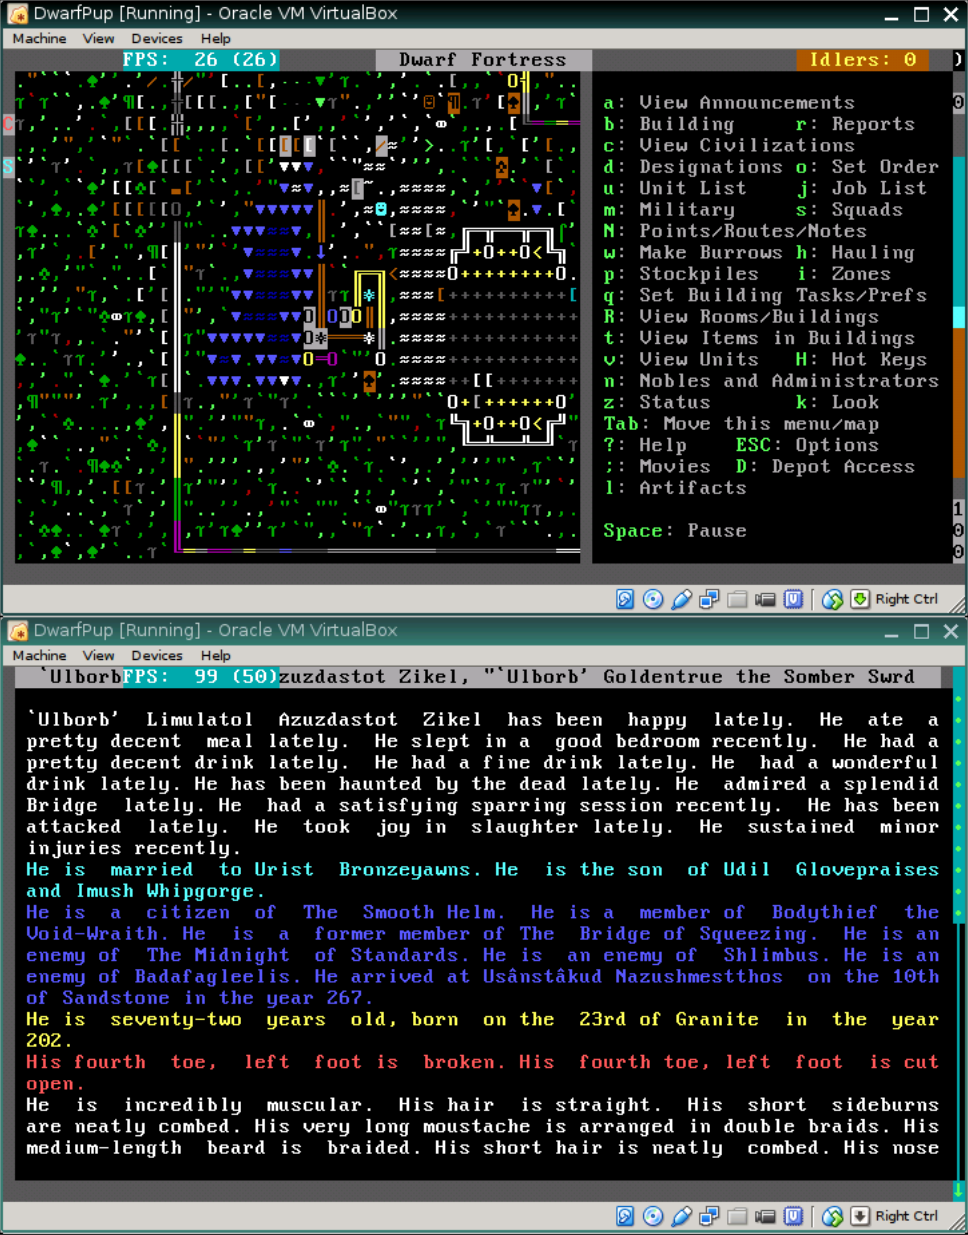 DwarfPup [Running] - Oracle VM VirtualBox
Machine View Devices Help
FPS: 26 (26) Dwarf Fortress Idlers: 0
a: View Announcements
b: Building r: Reports
c: View Civilizations
d: Designations o: Set Order
u: Unit List j: Job List
m: Military s: Squads
N: Points/Routes/Notes
w: Make Burrows h: Hauling
p: Stockpiles i: Zones
q: Set Building Tasks/Prefs
R: View Rooms/Buildings
t: View Items in Buildings
v: View Units H: Hot Keys
n: Nobles and Administrators
z: Status k: Look
Tab: Move this menu/map
?: Help ESC: Options
;: Movies D: Depot Access
l: Artifacts
Space: Pause
Right Ctrl
DwarfPup [Running] - Oracle VM VirtualBox
Machine View Devices Help
`UlborbFPS: 99 (50)zuzdastot Zikel, "`Ulborb' Goldentrue the Somber Swrd
`Ulborb' Limulatol Azuzdastot Zikel has been happy lately. He ate a
pretty decent meal lately. He slept in a good bedroom recently. He had a
pretty decent drink lately. He had a fine drink lately. He had a wonderful
drink lately. He has been haunted by the dead lately. He admired a splendid
Bridge lately. He had a satisfying sparring session recently. He has been
attacked lately. He took joy in slaughter lately. He sustained minor
injuries recently.
He is married to Urist Bronzeyawns. He is the son of Udil Glovepraises
and Imush Whipgorge.
He is a citizen of The Smooth Helm. He is a member of Bodythief the
Void-Wraith. He is a former member of The Bridge of Squeezing. He is an
enemy of The Midnight of Standards. He is an enemy of Shlimbus. He is an
enemy of Badafagleelis. He arrived at Usânstâkud Nazushmestthos on the 10th
of Sandstone in the year 267.
He is seventy-two years old, born on the 23rd of Granite in the year
202.
His fourth toe, left foot is broken. His fourth toe, left foot is cut
open.
He is incredibly muscular. His hair is straight. His short sideburns
are neatly combed. His very long moustache is arranged in double braids. His
medium-length beard is braided. His short hair is neatly combed. His nose
Right Ctrl